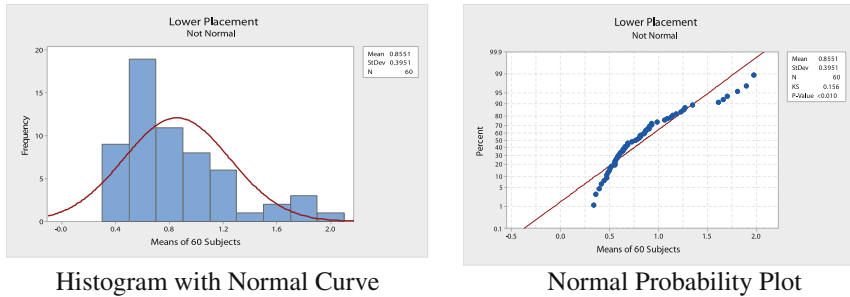 Lower Placement
Not Normal
Mean 0.8551
StDev 0.3951
N 60
Frequency
20
15
10
5
0
-0.0 0.4 0.8 1.2 1.6 2.0
Means of 60 Subjects
Histogram with Normal Curve
Lower Placement
Not Normal
Mean 0.8551
StDev 0.3951
N 60
KS 0.156
P-Value <0.010
Percent
99.9
99
95
90
80
70
60
50
40
30
20
10
5
1
0.1
-0.5 0.0 0.5 1.0 1.5 2.0
Means of 60 Subjects
Normal Probability Plot